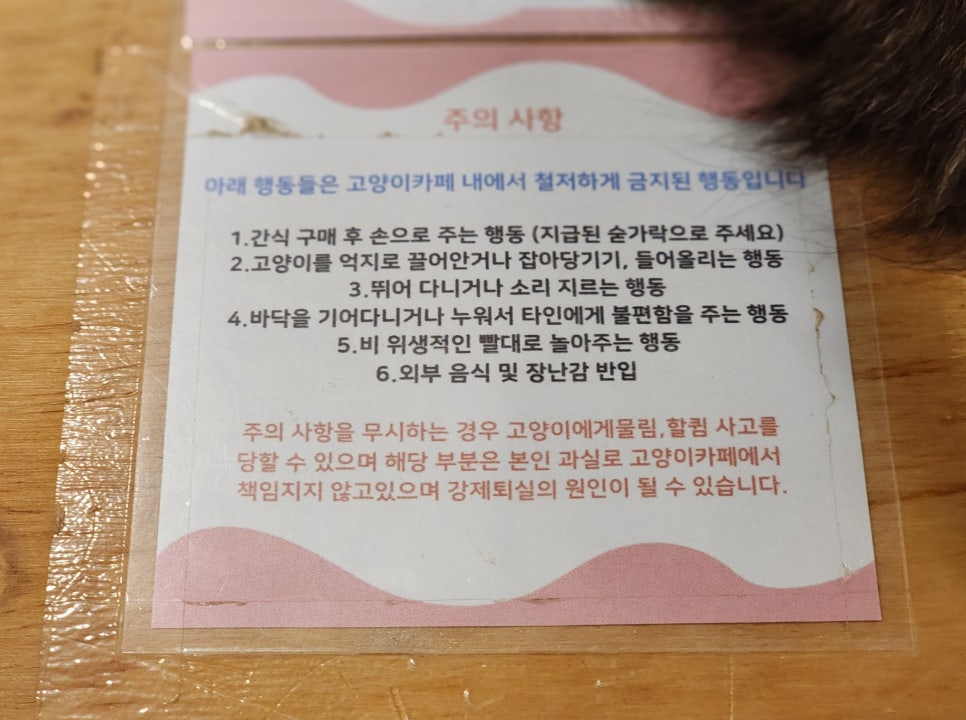 주의 사항
아래 행동들은 고양이카페 내에서 철저하게 금지된 행동입니다
1.간식 구매 후 손으로 주는 행동 (지급된 숟가락으로 주세요)
2.고양이를 억지로 끌어안거나 잡아당기기, 들어올리는 행동
3.뛰어 다니거나 소리 지르는 행동
4.바닥을 기어다니거나 누워서 타인에게 불편함을 주는 행동
5.비 위생적인 빨대로 놀아주는 행동
6.외부 음식 및 장난감 반입
주의 사항을 무시하는 경우 고양이에게물림,할큄 사고를
당할 수 있으며 해당 부분은 본인 과실로 고양이카페에서
책임지지 않고있으며 강제퇴실의 원인이 될 수 있습니다.